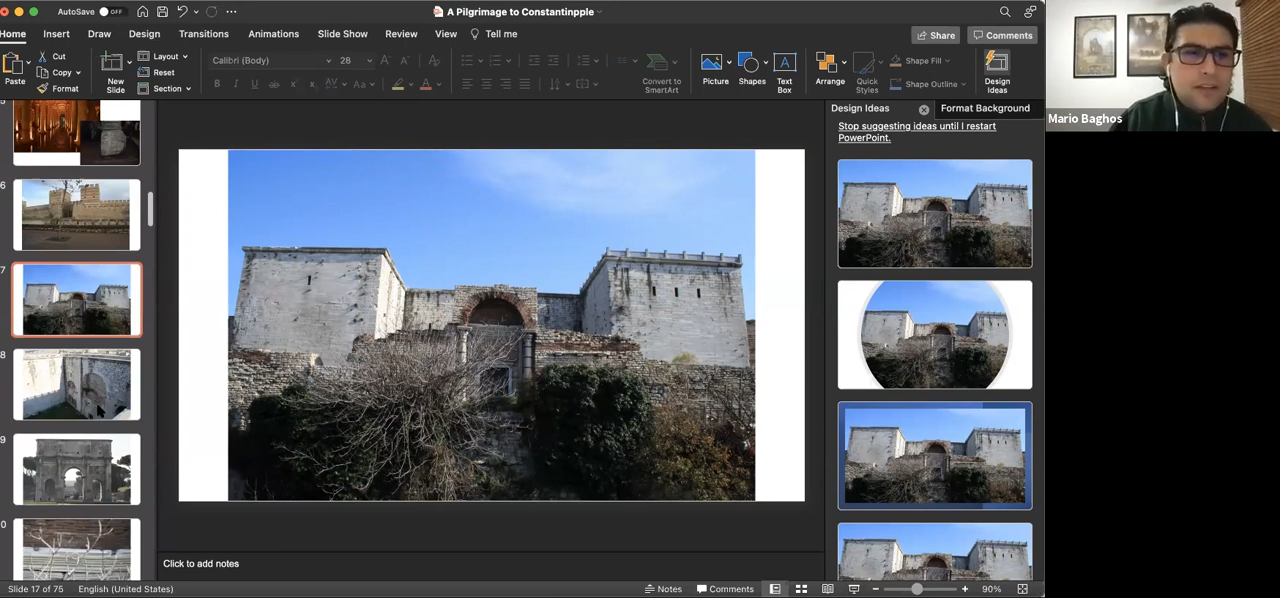 AutoSave OFF
A Pilgrimage to Constantinpple
Home Insert Draw Design Transitions Animations Slide Show Review View Tell me
Share Comments
Paste
Cut
Copy
Format
New Slide
Layout
Reset
Section
Calibri (Body) 28
B I U ab
Aa
Convert to SmartArt
Picture
Shapes
Text Box
Arrange
Quick Styles
Shape Fill
Shape Outline
Design Ideas
Design Ideas
Format Background
Stop suggesting ideas until I restart
PowerPoint.
Mario Baghos
5
6
7
8
9
0
Click to add notes
Slide 17 of 75 English (United States) Notes Comments 90%